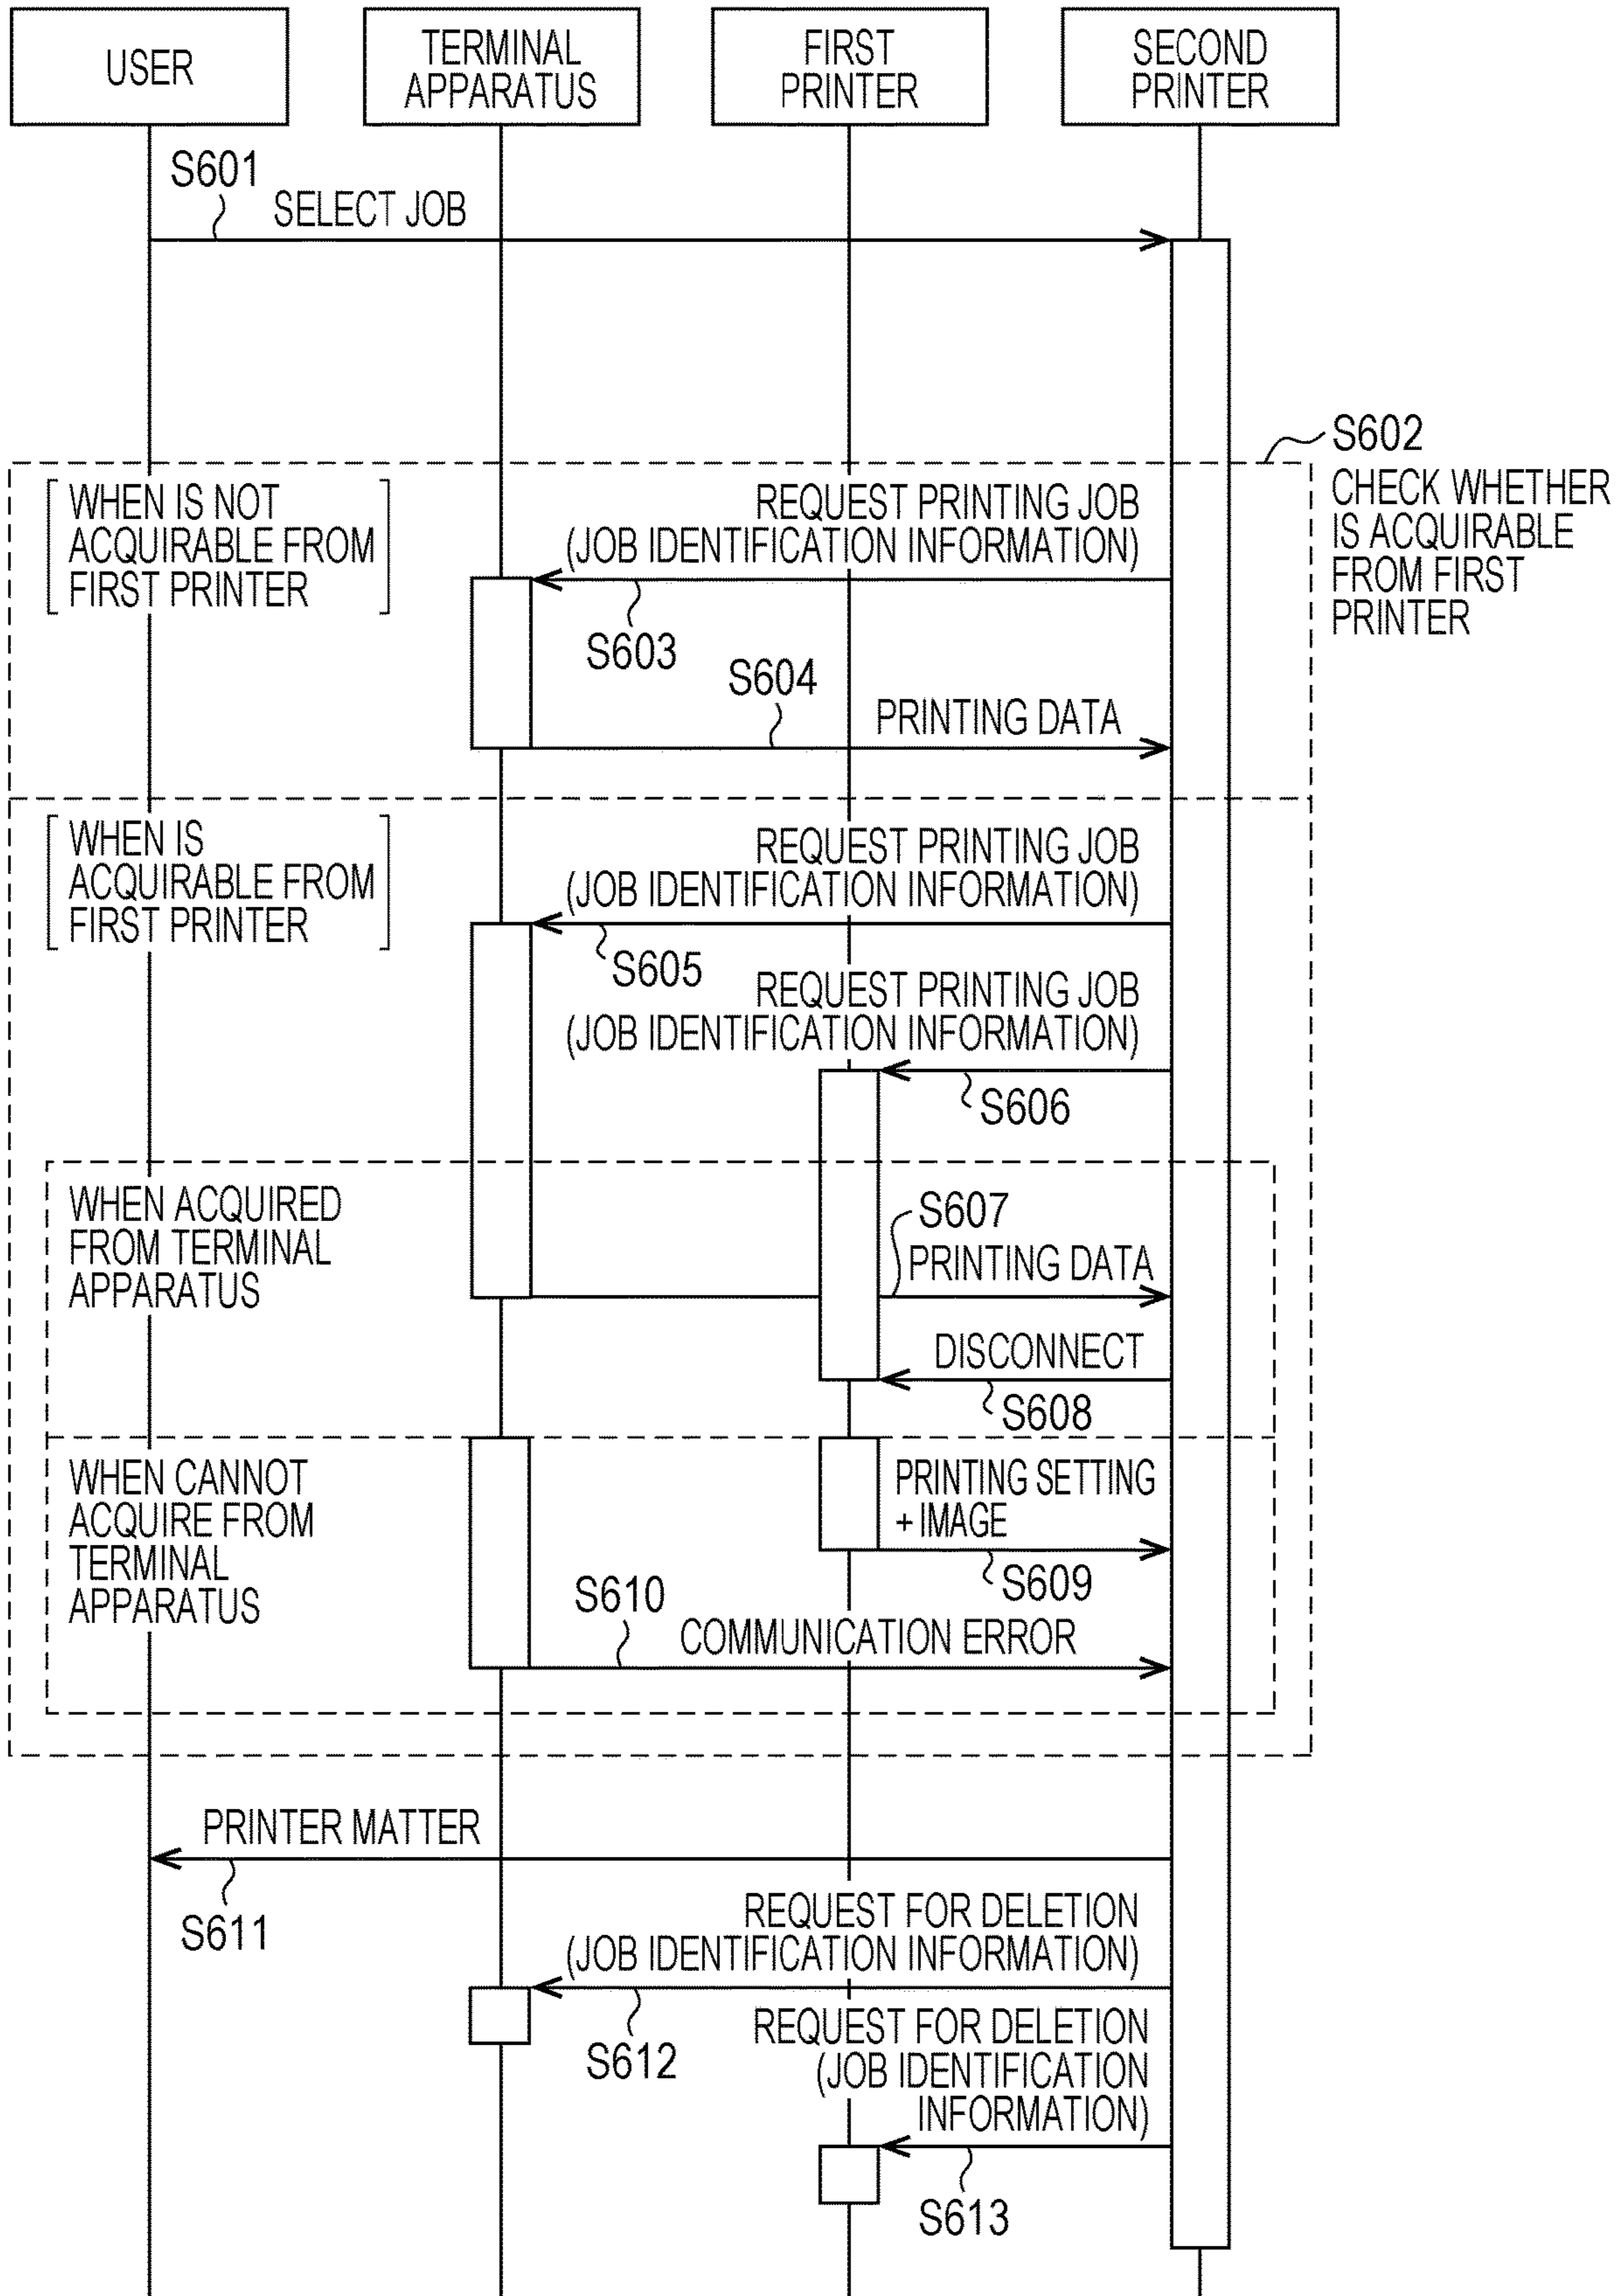 USER
TERMINAL
APPARATUS
FIRST
PRINTER
SECOND
PRINTER
S601
SELECT JOB
S602
CHECK WHETHER
IS ACQUIRABLE
FROM FIRST
PRINTER
WHEN IS NOT
ACQUIRABLE FROM
FIRST PRINTER
REQUEST PRINTING JOB
(JOB IDENTIFICATION INFORMATION)
S603
S604
PRINTING DATA
WHEN IS
ACQUIRABLE FROM
FIRST PRINTER
REQUEST PRINTING JOB
(JOB IDENTIFICATION INFORMATION)
S605
REQUEST PRINTING JOB
(JOB IDENTIFICATION INFORMATION)
S606
WHEN ACQUIRED
FROM TERMINAL
APPARATUS
S607
PRINTING DATA
DISCONNECT
S608
WHEN CANNOT
ACQUIRE FROM
TERMINAL
APPARATUS
PRINTING SETTING
+ IMAGE
S609
S610
COMMUNICATION ERROR
PRINTER MATTER
S611
REQUEST FOR DELETION
(JOB IDENTIFICATION INFORMATION)
S612
REQUEST FOR DELETION
(JOB IDENTIFICATION
INFORMATION)
S613